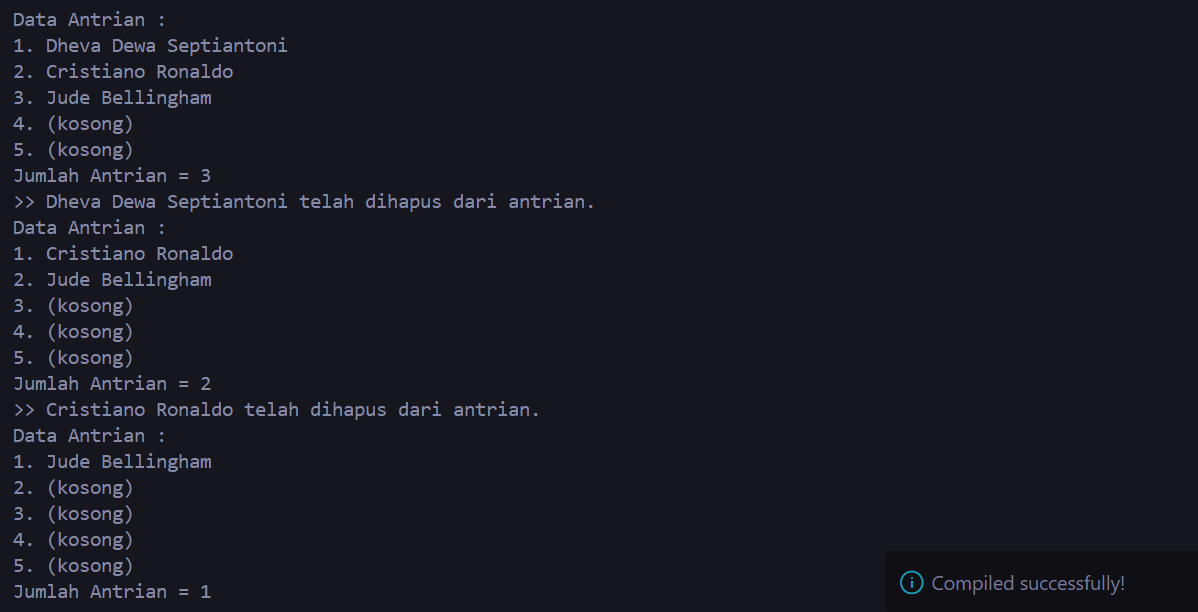 Data Antrian :
1. Dheva Dewa Septiantoni
2. Cristiano Ronaldo
3. Jude Bellingham
4. (kosong)
5. (kosong)
Jumlah Antrian = 3
>> Dheva Dewa Septiantoni telah dihapus dari antrian.
Data Antrian :
1. Cristiano Ronaldo
2. Jude Bellingham
3. (kosong)
4. (kosong)
5. (kosong)
Jumlah Antrian = 2
>> Cristiano Ronaldo telah dihapus dari antrian.
Data Antrian :
1. Jude Bellingham
2. (kosong)
3. (kosong)
4. (kosong)
5. (kosong)
Jumlah Antrian = 1
Compiled successfully!